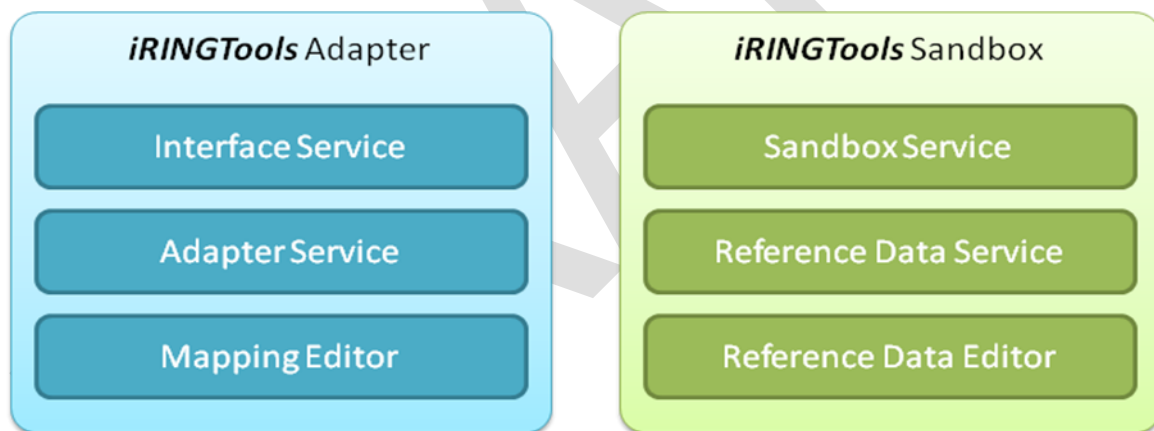 iRINGTools Adapter
Interface Service
Adapter Service
Mapping Editor
iRINGTools Sandbox
Sandbox Service
Reference Data Service
Reference Data Editor